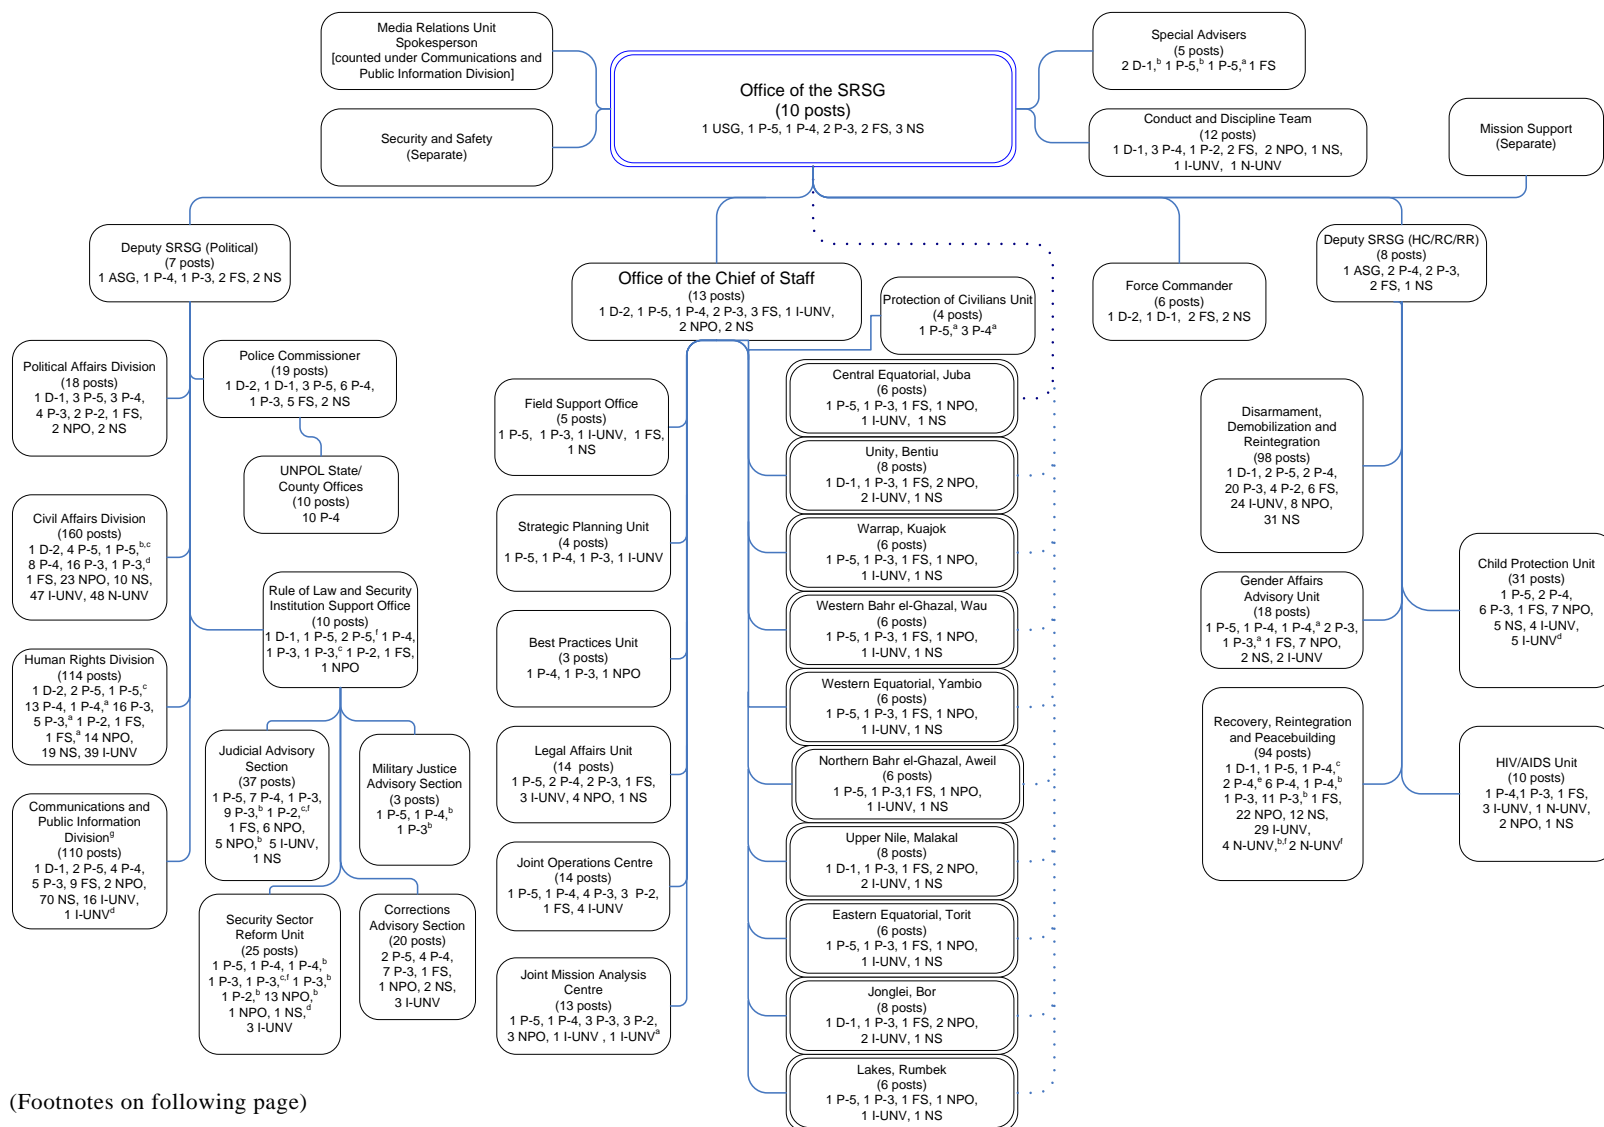 Media Relations Unit
Spokesperson
[counted under Communications and
Public Information Division]
Security and Safety
(Separate)
Office of the SRSG
(10 posts)
1 USG, 1 P-5, 1 P-4, 2 P-3, 2 FS, 3 NS
Special Advisers
(5 posts)
2 D-1,b 1 P-5,b 1 P-5,a 1 FS
Conduct and Discipline Team
(12 posts)
1 D-1, 3 P-4, 1 P-2, 2 FS, 2 NPO, 1 NS,
1 I-UNV, 1 N-UNV
Mission Support
(Separate)
Deputy SRSG (Political)
(7 posts)
1 ASG, 1 P-4, 1 P-3, 2 FS, 2 NS
Office of the Chief of Staff
(13 posts)
1 D-2, 1 P-5, 1 P-4, 2 P-3, 3 FS, 1 I-UNV,
2 NPO, 2 NS
Protection of Civilians Unit
(4 posts)
1 P-5,a 3 P-4a
Force Commander
(6 posts)
1 D-2, 1 D-1, 2 FS, 2 NS
Deputy SRSG (HC/RC/RR)
(8 posts)
1 ASG, 2 P-4, 2 P-3,
2 FS, 1 NS
Political Affairs Division
(18 posts)
1 D-1, 3 P-5, 3 P-4,
4 P-3, 2 P-2, 1 FS,
2 NPO, 2 NS
Police Commissioner
(19 posts)
1 D-2, 1 D-1, 3 P-5, 6 P-4,
1 P-3, 5 FS, 2 NS
UNPOL State/
County Offices
(10 posts)
10 P-4
Civil Affairs Division
(160 posts)
1 D-2, 4 P-5, 1 P-5,b,c
8 P-4, 16 P-3, 1 P-3,d
1 FS, 23 NPO, 10 NS,
47 I-UNV, 48 N-UNV
Rule of Law and Security
Institution Support Office
(10 posts)
1 D-1, 1 P-5, 2 P-5,f 1 P-4,
1 P-3, 1 P-3,c 1 P-2, 1 FS,
1 NPO
Human Rights Division
(114 posts)
1 D-2, 2 P-5, 1 P-5,c
13 P-4, 1 P-4,a 16 P-3,
5 P-3,a 1 P-2, 1 FS,
1 FS,a 14 NPO,
19 NS, 39 I-UNV
Judicial Advisory
Section
(37 posts)
1 P-5, 7 P-4, 1 P-3,
9 P-3,b 1 P-2,c,f
1 FS, 6 NPO,
5 NPO,b 5 I-UNV,
1 NS
Military Justice
Advisory Section
(3 posts)
1 P-5, 1 P-4,b
1 P-3b
Communications and
Public Information
Divisiong
(110 posts)
1 D-1, 2 P-5, 4 P-4,
5 P-3, 9 FS, 2 NPO,
70 NS, 16 I-UNV,
1 I-UNVd
Security Sector
Reform Unit
(25 posts)
1 P-5, 1 P-4, 1 P-4,b
1 P-3, 1 P-3,c,f 1 P-3,b
1 P-2,b 13 NPO,b
1 NPO, 1 NS,d
3 I-UNV
Corrections
Advisory Section
(20 posts)
2 P-5, 4 P-4,
7 P-3, 1 FS,
1 NPO, 2 NS,
3 I-UNV
Field Support Office
(5 posts)
1 P-5, 1 P-3, 1 I-UNV, 1 FS,
1 NS
Strategic Planning Unit
(4 posts)
1 P-5, 1 P-4, 1 P-3, 1 I-UNV
Best Practices Unit
(3 posts)
1 P-4, 1 P-3, 1 NPO
Legal Affairs Unit
(14 posts)
1 P-5, 2 P-4, 2 P-3, 1 FS,
3 I-UNV, 4 NPO, 1 NS
Joint Operations Centre
(14 posts)
1 P-5, 1 P-4, 4 P-3, 3 P-2,
1 FS, 4 I-UNV
Joint Mission Analysis
Centre
(13 posts)
1 P-5, 1 P-4, 3 P-3, 3 P-2,
3 NPO, 1 I-UNV , 1 I-UNVa
Central Equatorial, Juba
(6 posts)
1 P-5, 1 P-3, 1 FS, 1 NPO,
1 I-UNV, 1 NS
Unity, Bentiu
(8 posts)
1 D-1, 1 P-3, 1 FS, 2 NPO,
2 I-UNV, 1 NS
Warrap, Kuajok
(6 posts)
1 P-5, 1 P-3, 1 FS, 1 NPO,
1 I-UNV, 1 NS
Western Bahr el-Ghazal, Wau
(6 posts)
1 P-5, 1 P-3, 1 FS, 1 NPO,
1 I-UNV, 1 NS
Western Equatorial, Yambio
(6 posts)
1 P-5, 1 P-3, 1 FS, 1 NPO,
1 I-UNV, 1 NS
Northern Bahr el-Ghazal, Aweil
(6 posts)
1 P-5, 1 P-3,1 FS, 1 NPO,
1 I-UNV, 1 NS
Upper Nile, Malakal
(8 posts)
1 D-1, 1 P-3, 1 FS, 2 NPO,
2 I-UNV, 1 NS
Eastern Equatorial, Torit
(6 posts)
1 P-5, 1 P-3, 1 FS, 1 NPO,
1 I-UNV, 1 NS
Jonglei, Bor
(8 posts)
1 D-1, 1 P-3, 1 FS, 2 NPO,
2 I-UNV, 1 NS
Lakes, Rumbek
(6 posts)
1 P-5, 1 P-3, 1 FS, 1 NPO,
1 I-UNV, 1 NS
Disarmament,
Demobilization and
Reintegration
(98 posts)
1 D-1, 2 P-5, 2 P-4,
20 P-3, 4 P-2, 6 FS,
24 I-UNV, 8 NPO,
31 NS
Gender Affairs
Advisory Unit
(18 posts)
1 P-5, 1 P-4, 1 P-4,a 2 P-3,
1 P-3,a 1 FS, 7 NPO,
2 NS, 2 I-UNV
Child Protection Unit
(31 posts)
1 P-5, 2 P-4,
6 P-3, 1 FS, 7 NPO,
5 NS, 4 I-UNV,
5 I-UNVd
Recovery, Reintegration
and Peacebuilding
(94 posts)
1 D-1, 1 P-5, 1 P-4,c
2 P-4,e 6 P-4, 1 P-4,b
1 P-3, 11 P-3,b 1 FS,
22 NPO, 12 NS,
29 I-UNV,
4 N-UNV,b,f 2 N-UNVf
HIV/AIDS Unit
(10 posts)
1 P-4,1 P-3, 1 FS,
3 I-UNV, 1 N-UNV,
2 NPO, 1 NS
(Footnotes on following page)